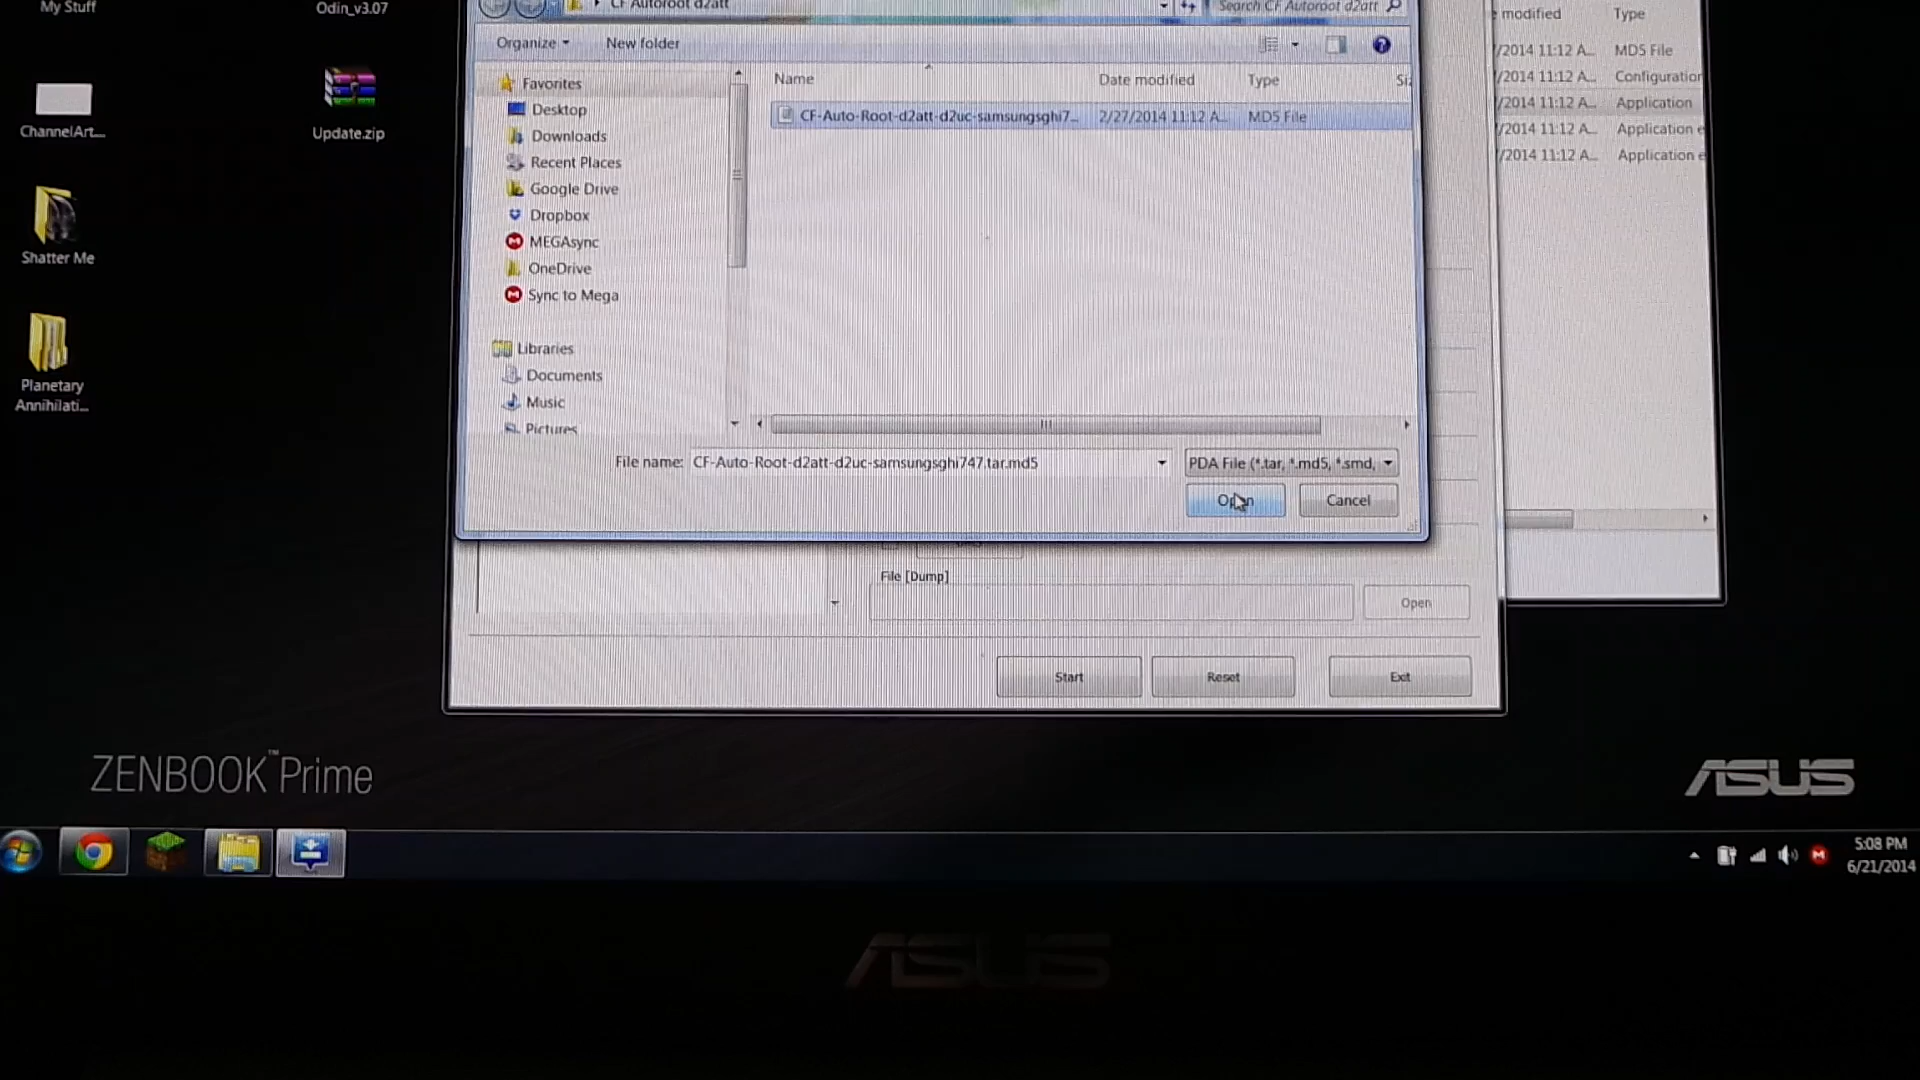 My Stuff
Odin_v3.07
ChannelArt...
Update.zip
Shatter Me
Planetary
Annihilati...
CF Autoroot d2att
Search CF Autoroot d2att
Organize
New folder
Favorites
Desktop
Downloads
Recent Places
Google Drive
Dropbox
MEGAsync
OneDrive
Sync to Mega
Libraries
Documents
Music
Pictures
Name
Date modified
Type
CF-Auto-Root-d2att-d2uc-samsungsghi7...
2/27/2014 11:12 A...
MD5 File
File name:
CF-Auto-Root-d2att-d2uc-samsungsghi747.tar.md5
PDA File (*.tar, *.md5, *.smd,
Open
Cancel
modified
Type
/2014 11:12 A...
MD5 File
/2014 11:12 A...
Configuration
/2014 11:12 A...
Application
/2014 11:12 A...
Application e
/2014 11:12 A...
Application e
File [Dump]
Open
Start
Reset
Exit
ZENBOOK™ Prime
ASUS
5:08 PM
6/21/2014
ASUS